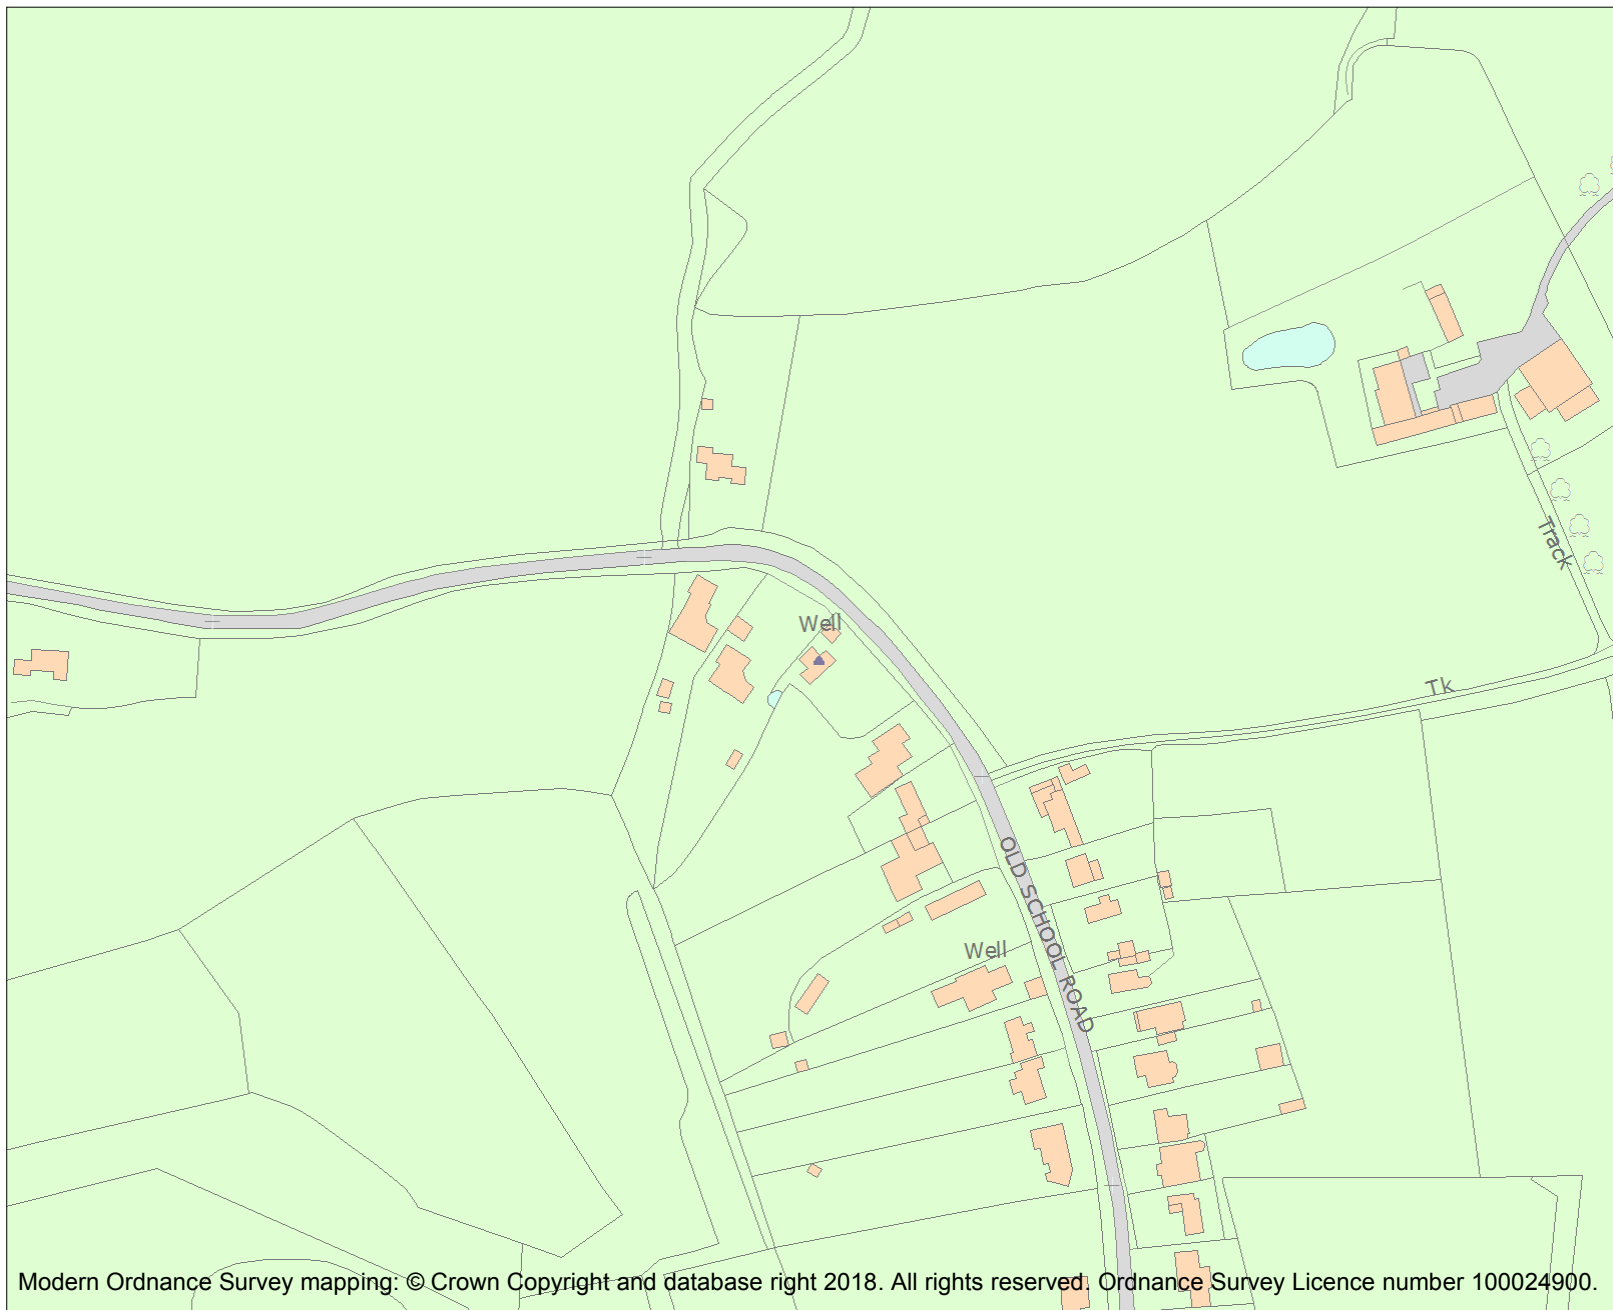 Track
Well
Tk
OLD SCHOOL ROAD
Well
Modern Ordnance Survey mapping: © Crown Copyright and database right 2018. All rights reserved. Ordnance Survey Licence number 100024900.